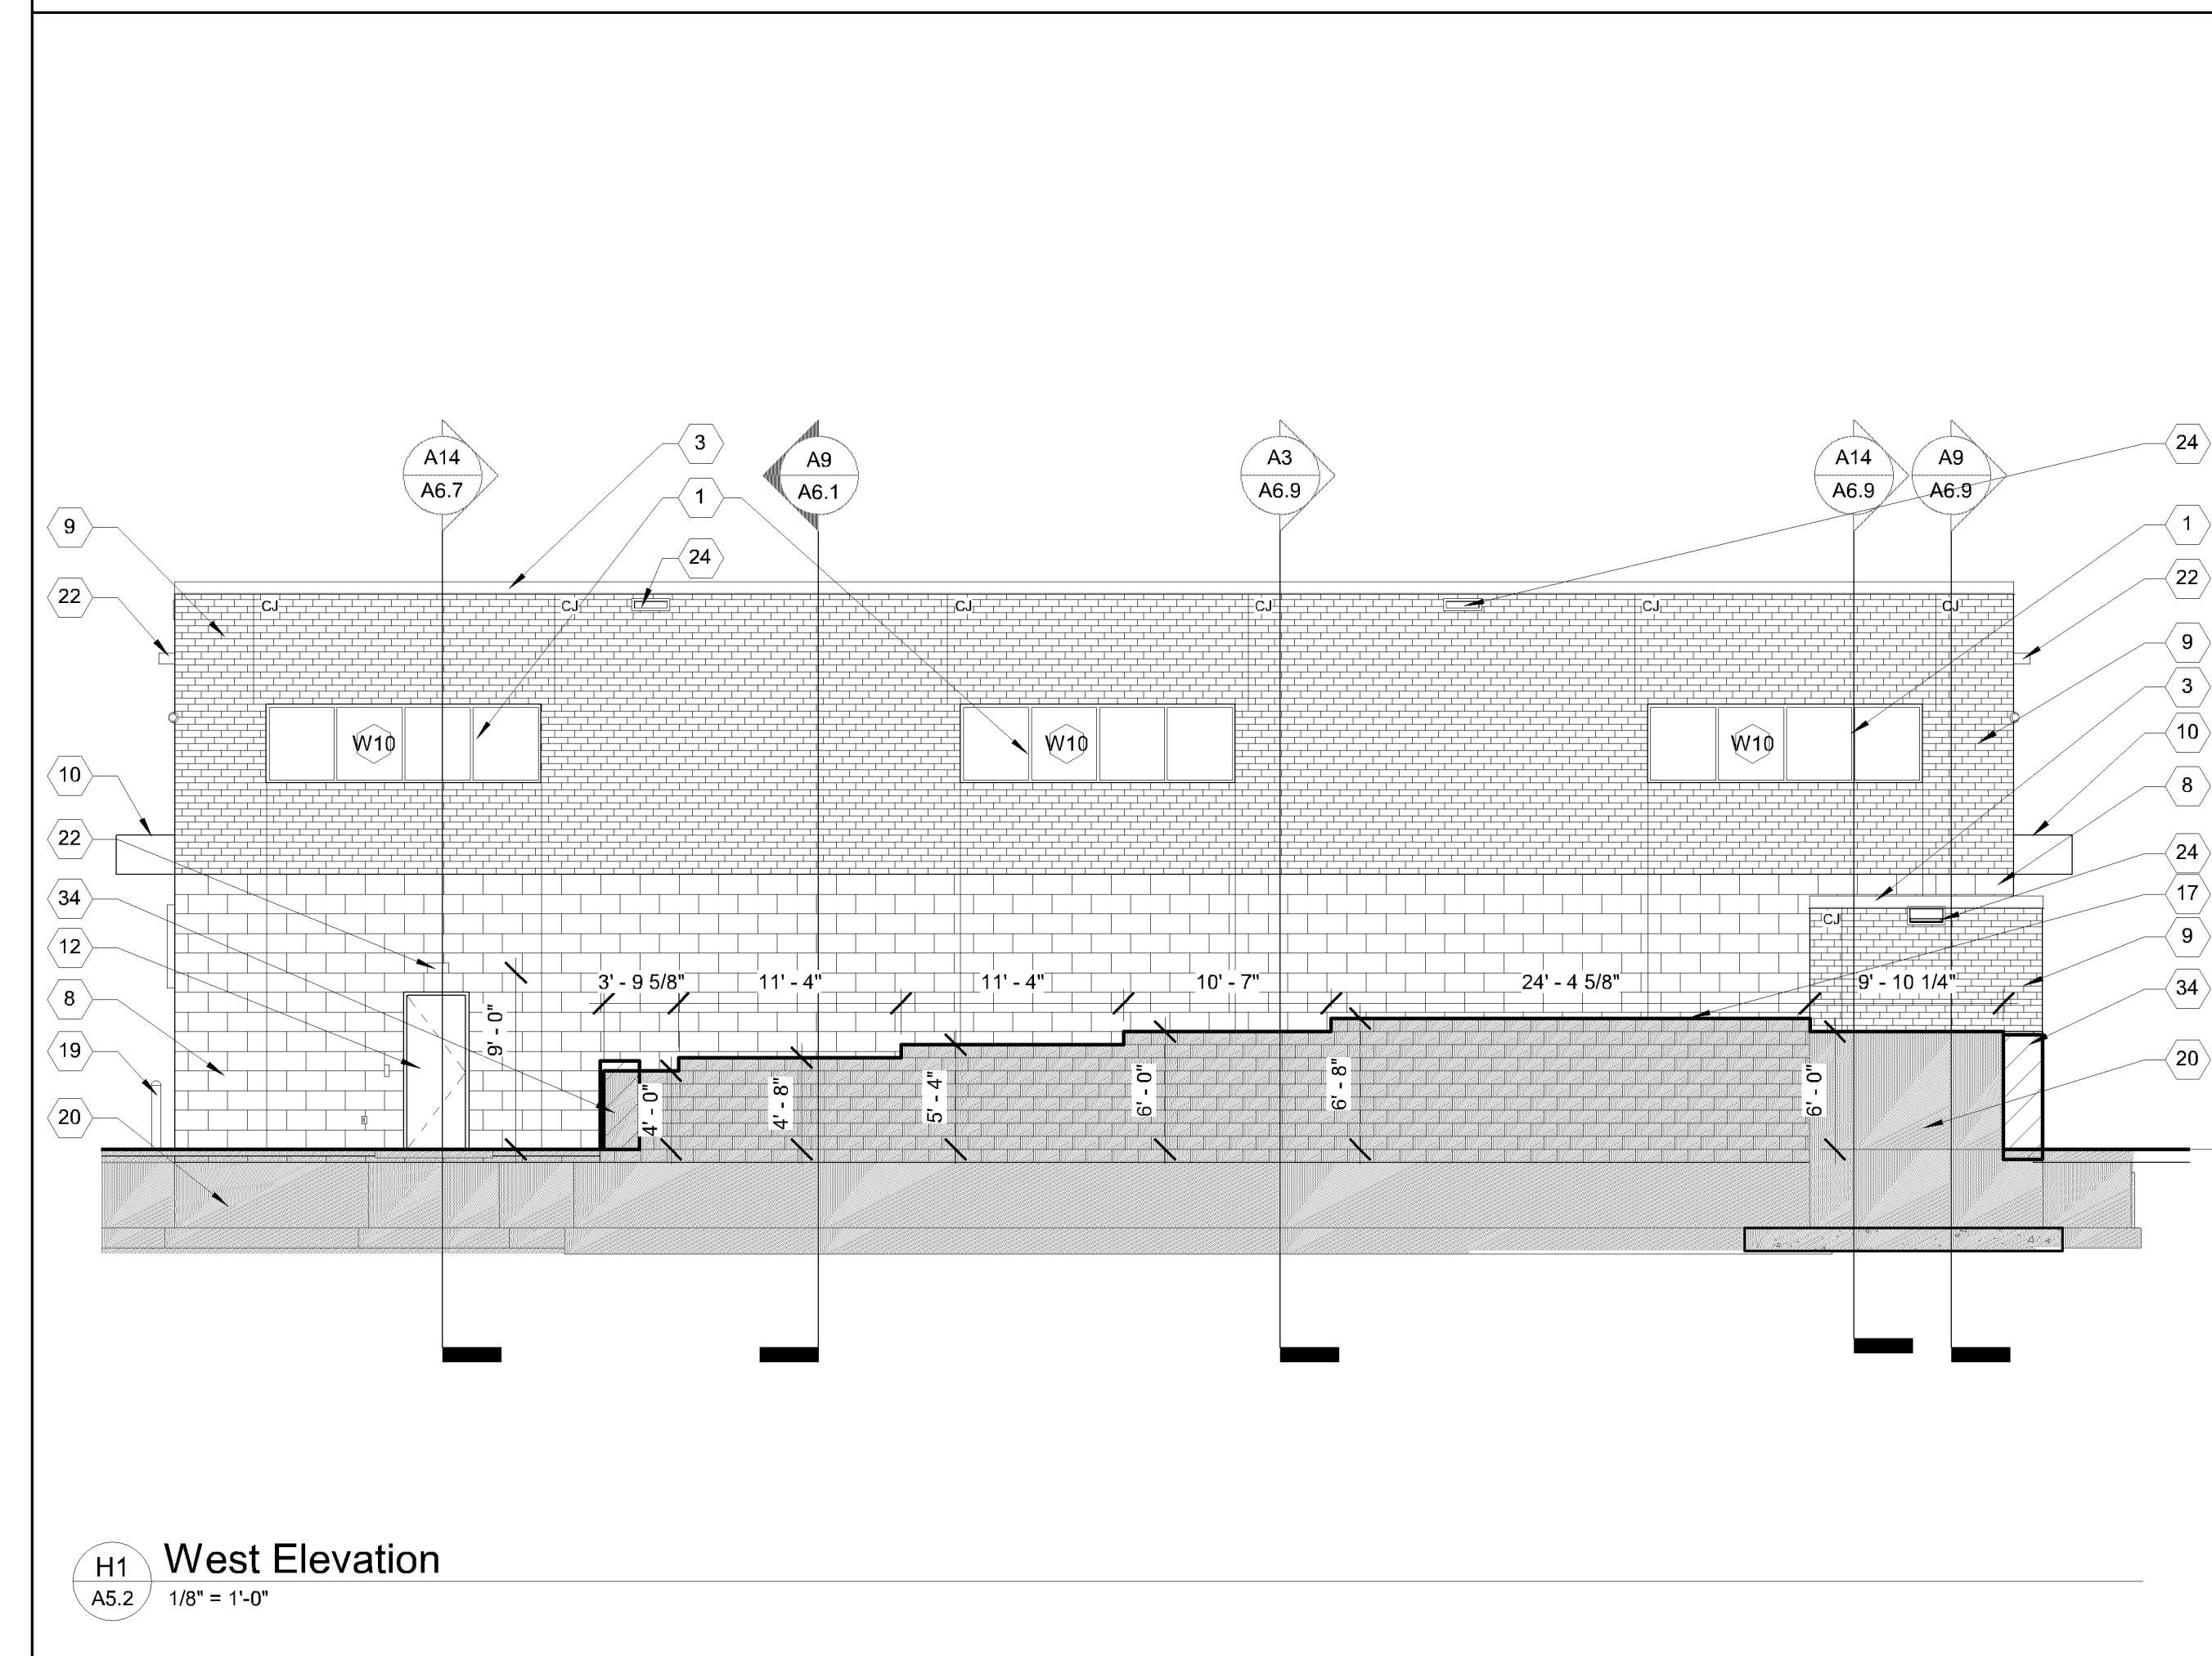 3
24
A14
A6.7
A9
A6.1
A3
A6.9
A14
A6.9
A9
A6.9
1
9
1
24
22
22
CJ
CJ
CJ
CJ
CJ
CJ
9
3
10
W10
W10
W10
10
8
22
24
34
17
CJ
9
12
3' - 9 5/8"
11' - 4"
11' - 4"
10' - 7"
24' - 4 5/8"
9' - 10 1/4"
34
8
9' - 0"
19
20
4' - 0"
4' - 8"
5' - 4"
6' - 0"
6' - 8"
6' - 0"
20
H1
A5.2
West Elevation
1/8" = 1'-0"